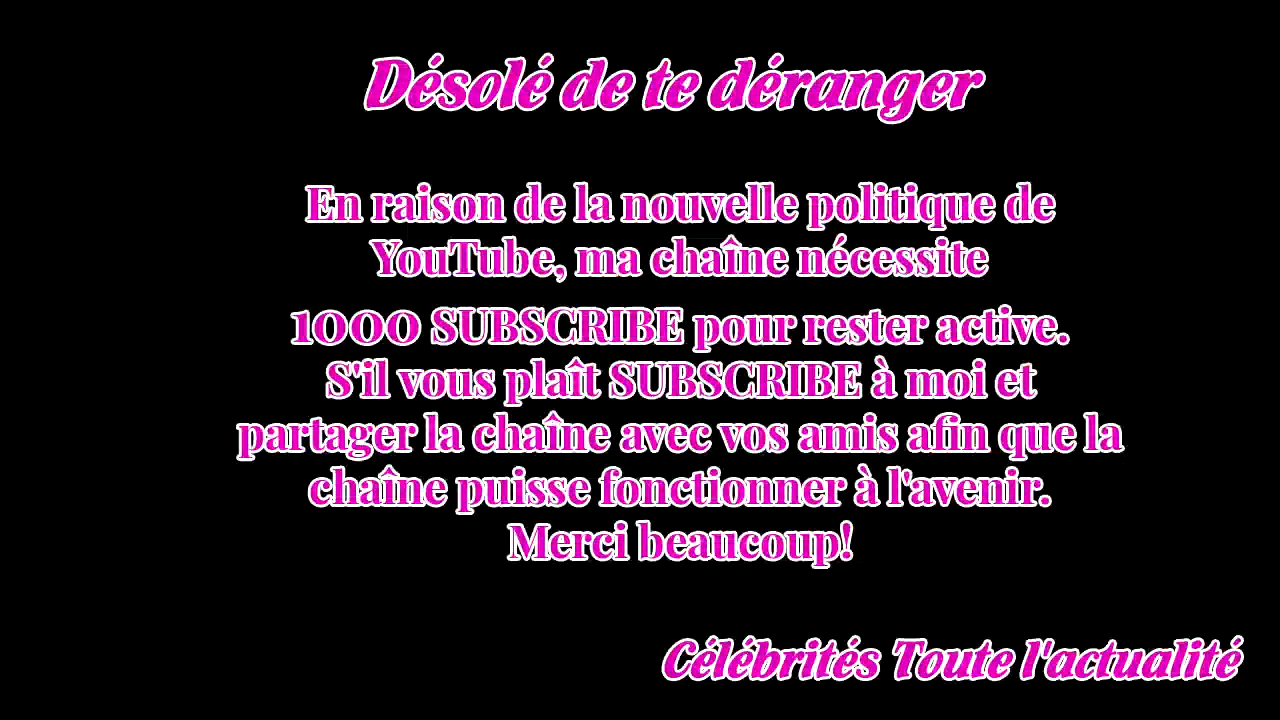 Désolé de te déranger
En raison de la nouvelle politique de
YouTube, ma chaîne nécessite
1000 SUBSCRIBE pour rester active.
S'il vous plaît SUBSCRIBE à moi et
partager la chaîne avec vos amis afin que la
chaîne puisse fonctionner à l'avenir.
Merci beaucoup!
Célébrités Toute l'actualité